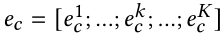 e_c = [e_c^1; ...; e_c^k; ...; e_c^K]